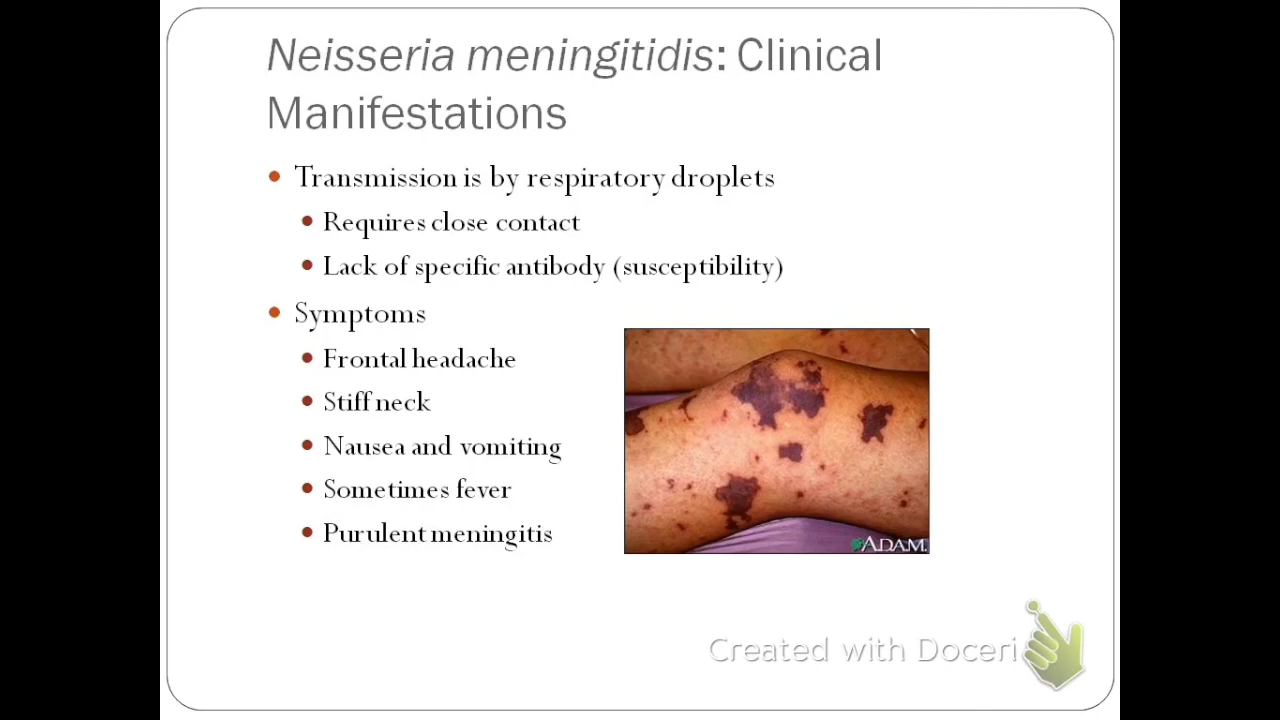 Neisseria meningitidis: Clinical
Manifestations
Transmission is by respiratory droplets
Requires close contact
Lack of specific antibody (susceptibility)
Symptoms
Frontal headache
Stiff neck
Nausea and vomiting
Sometimes fever
Purulent meningitis
ADAM.
Created with Doceri